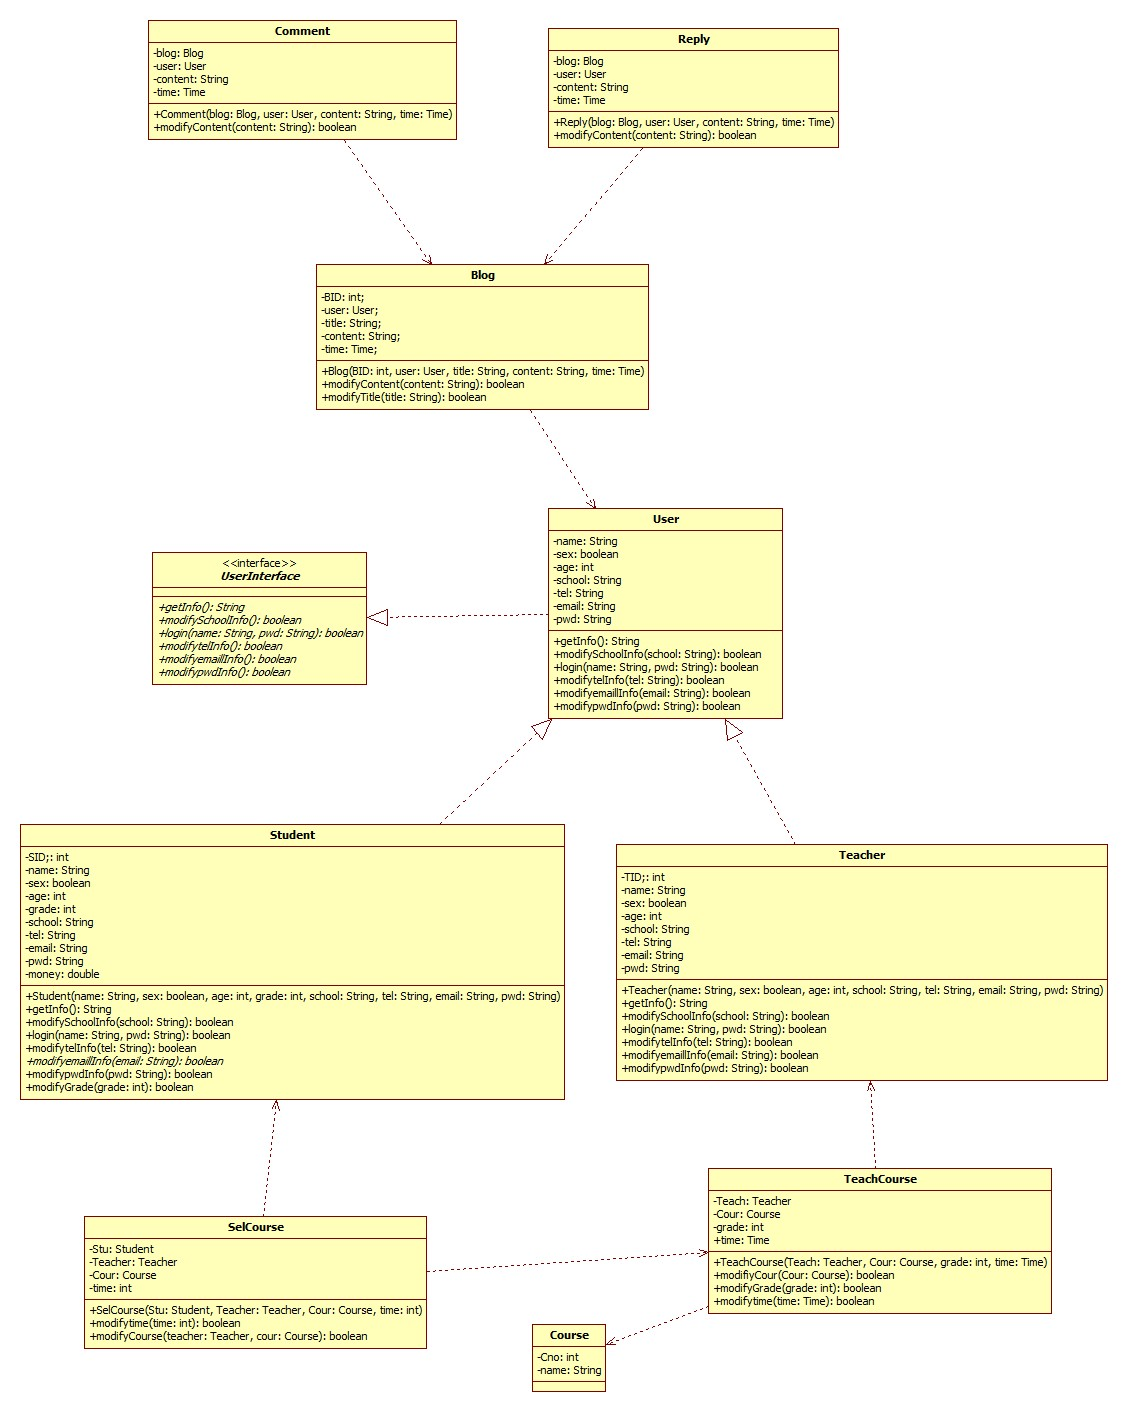 Comment
-blog: Blog
-user: User
-content: String
-time: Time
+Comment(blog: Blog, user: User, content: String, time: Time)
+modifyContent(content: String): boolean
Reply
-blog: Blog
-user: User
-content: String
-time: Time
+Reply(blog: Blog, user: User, content: String, time: Time)
+modifyContent(content: String): boolean
Blog
-BID: int;
-user: User;
-title: String;
-content: String;
-time: Time;
+Blog(BID: int, user: User, title: String, content: String, time: Time)
+modifyContent(content: String): boolean
+modifyTitle(title: String): boolean
User
-name: String
-sex: boolean
-age: int
-school: String
-tel: String
-email: String
-pwd: String
+getInfo(): String
+modifySchoolInfo(school: String): boolean
+login(name: String, pwd: String): boolean
+modifytelInfo(tel: String): boolean
+modifyemaillInfo(email: String): boolean
+modifypwdInfo(pwd: String): boolean
<<interface>>
UserInterface
+getInfo(): String
+modifySchoolInfo(): boolean
+login(name: String, pwd: String): boolean
+modifytelInfo(): boolean
+modifyemaillInfo(): boolean
+modifypwdInfo(): boolean
Student
-SID;: int
-name: String
-sex: boolean
-age: int
-grade: int
-school: String
-tel: String
-email: String
-pwd: String
-money: double
+Student(name: String, sex: boolean, age: int, grade: int, school: String, tel: String, email: String, pwd: String)
+getInfo(): String
+modifySchoolInfo(school: String): boolean
+login(name: String, pwd: String): boolean
+modifytelInfo(tel: String): boolean
+modifyemaillInfo(email: String): boolean
+modifypwdInfo(pwd: String): boolean
+modifyGrade(grade: int): boolean
Teacher
-TID;: int
-name: String
-sex: boolean
-age: int
-school: String
-tel: String
-email: String
-pwd: String
+Teacher(name: String, sex: boolean, age: int, school: String, tel: String, email: String, pwd: String)
+getInfo(): String
+modifySchoolInfo(school: String): boolean
+login(name: String, pwd: String): boolean
+modifytelInfo(tel: String): boolean
+modifyemaillInfo(email: String): boolean
+modifypwdInfo(pwd: String): boolean
SelCourse
-Stu: Student
-Teacher: Teacher
-Cour: Course
-time: int
+SelCourse(Stu: Student, Teacher: Teacher, Cour: Course, time: int)
+modifytime(time: int): boolean
+modifyCourse(teacher: Teacher, cour: Course): boolean
TeachCourse
-Teach: Teacher
-Cour: Course
-grade: int
+time: Time
+TeachCourse(Teach: Teacher, Cour: Course, grade: int, time: Time)
+modifyCour(Cour: Course): boolean
+modifyGrade(grade: int): boolean
+modifytime(time: Time): boolean
Course
-Cno: int
-name: String